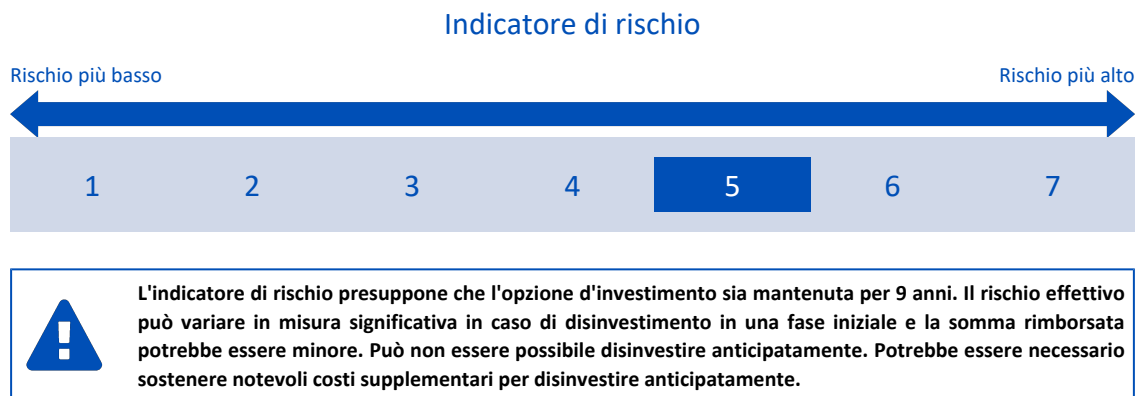 Indicatore di rischio
Rischio più basso
Rischio più alto
1 2 3 4 5 6 7
L'indicatore di rischio presuppone che l'opzione d'investimento sia mantenuta per 9 anni. Il rischio effettivo
può variare in misura significativa in caso di disinvestimento in una fase iniziale e la somma rimborsata
potrebbe essere minore. Può non essere possibile disinvestire anticipatamente. Potrebbe essere necessario
sostenere notevoli costi supplementari per disinvestire anticipatamente.